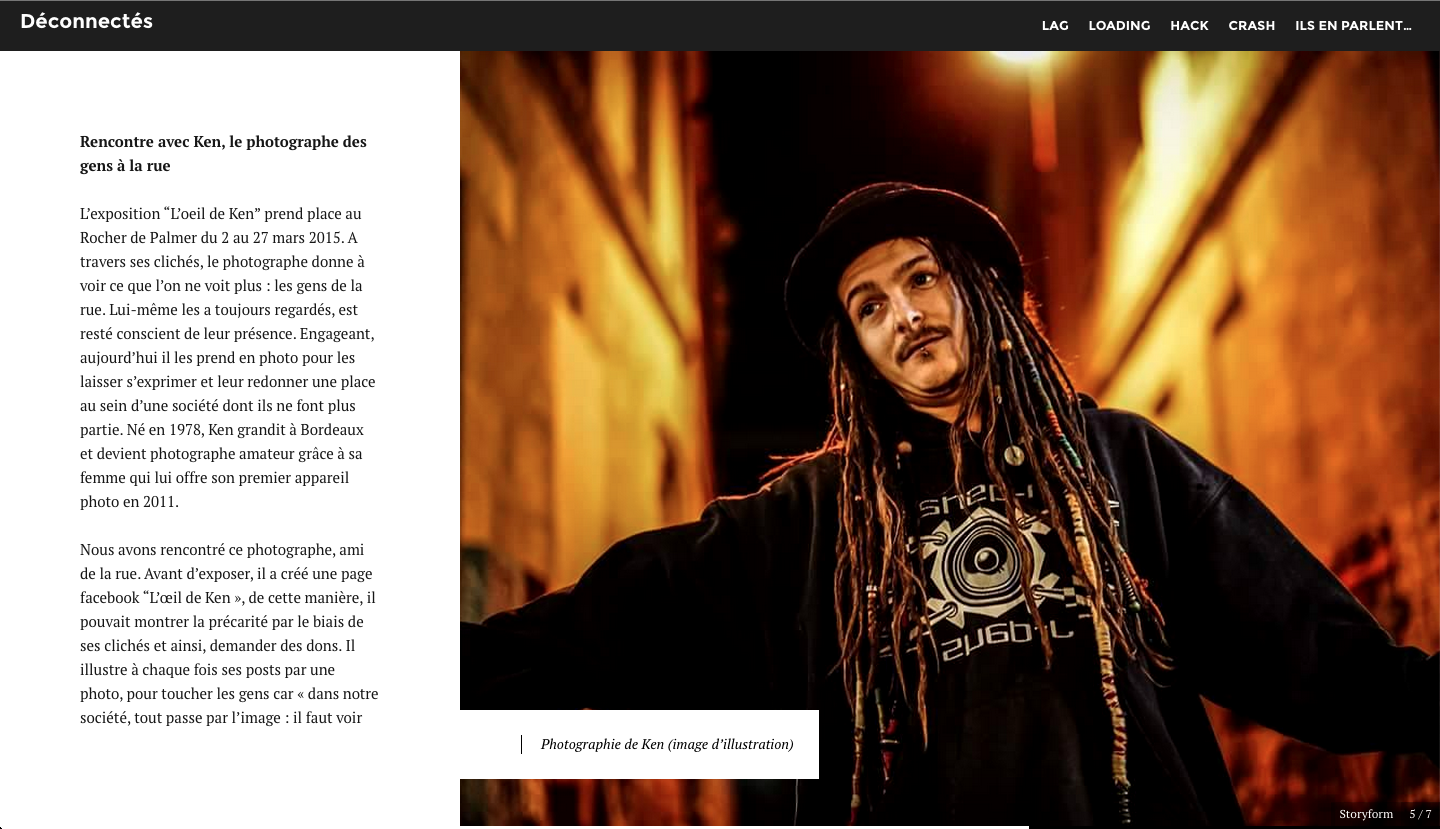 Déconnectés
LAG LOADING HACK CRASH ILS EN PARLENT...
Rencontre avec Ken, le photographe des
gens à la rue
L’exposition “L’oeil de Ken” prend place au
Rocher de Palmer du 2 au 27 mars 2015. A
travers ses clichés, le photographe donne à
voir ce que l’on ne voit plus : les gens de la
rue. Lui-même les a toujours regardés, est
resté conscient de leur présence. Engageant,
aujourd’hui il les prend en photo pour les
laisser s’exprimer et leur redonner une place
au sein d’une société dont ils ne font plus
partie. Né en 1978, Ken grandit à Bordeaux
et devient photographe amateur grâce à sa
femme qui lui offre son premier appareil
photo en 2011.
Nous avons rencontré ce photographe, ami
de la rue. Avant d’exposer, il a créé une page
facebook “L’œil de Ken », de cette manière, il
pouvait montrer la précarité par le biais de
ses clichés et ainsi, demander des dons. Il
illustre à chaque fois ses posts par une
photo, pour toucher les gens car « dans notre
société, tout passe par l’image : il faut voir
Photographie de Ken (image d’illustration)
Storyform 5 / 7